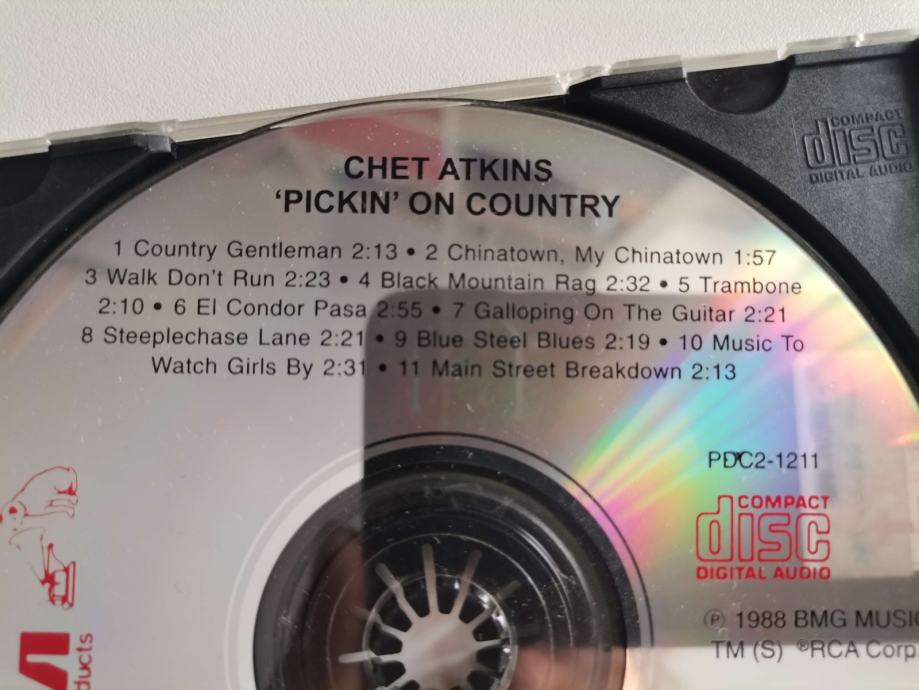 COMPACT
disc
DIGITAL AUDIO
CHET ATKINS
‘PICKIN’ ON COUNTRY
1 Country Gentleman 2:13 • 2 Chinatown, My Chinatown 1:57
3 Walk Don't Run 2:23 • 4 Black Mountain Rag 2:32 • 5 Trambone
2:10 • 6 El Condor Pasa 2:55 • 7 Galloping On The Guitar 2:21
8 Steeplechase Lane 2:21 • 9 Blue Steel Blues 2:19 • 10 Music To
Watch Girls By 2:31 • 11 Main Street Breakdown 2:13
PDC2-1211
COMPACT
disc
DIGITAL AUDIO
℗ 1988 BMG MUSIC
TM (S) ®RCA Corp